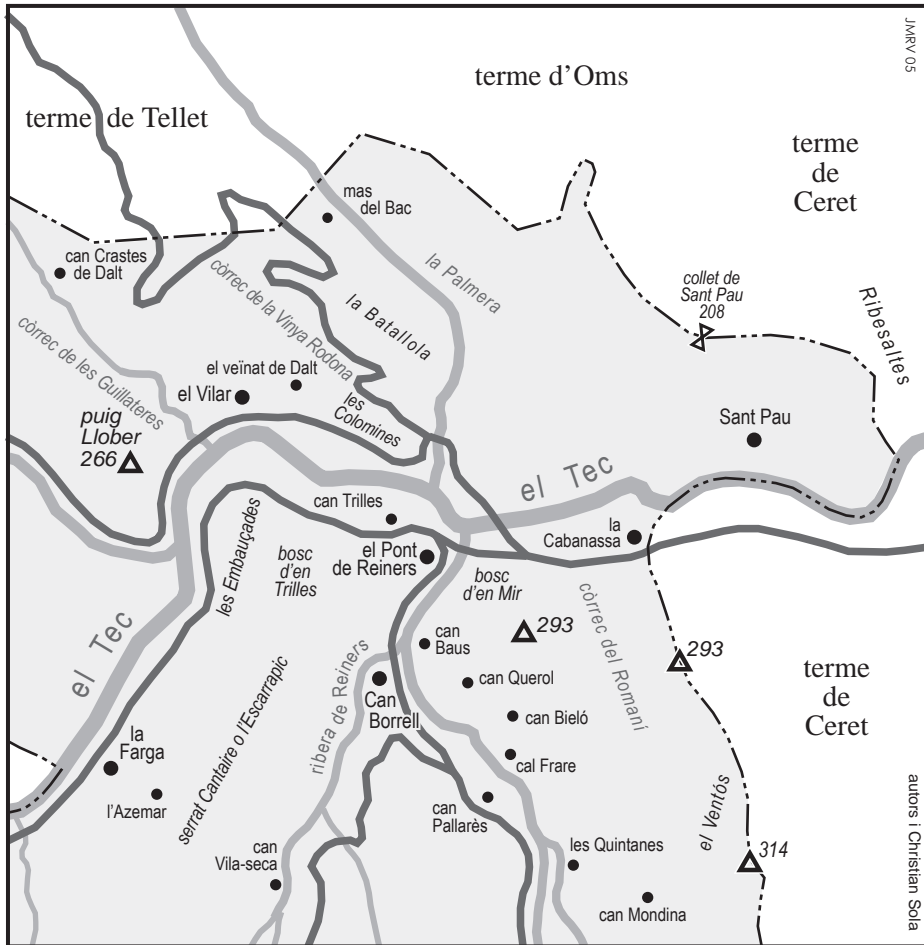 JMRV 05
terme d'Oms
terme de Tellet
terme
de
Ceret
mas
del Bac
can Crastes
de Dalt
la Palmera
còrrec de la Vinya Rodona
la Batallola
collet de
Sant Pau
208
Ribesaltes
còrrec de les Guillateres
el veïnat de Dalt
el Vilar
les
Colomines
puig
Llober
266
Sant Pau
el Tec
can Trilles
la
Cabanassa
el Pont
de Reiners
les Embauçades
bosc
d'en
Trilles
bosc
d'en Mir
293
can
Baus
còrrec del Romaní
293
el Tec
can Querol
terme
de
Ceret
Can
Borrell
ribera de Reiners
can Bieló
serrat Cantaire o l'Escarrapic
la
Farga
cal Frare
l'Azemar
can
Pallarès
el Ventós
can
Vila-seca
les Quintanes
314
can Mondina
autors i Christian Sola